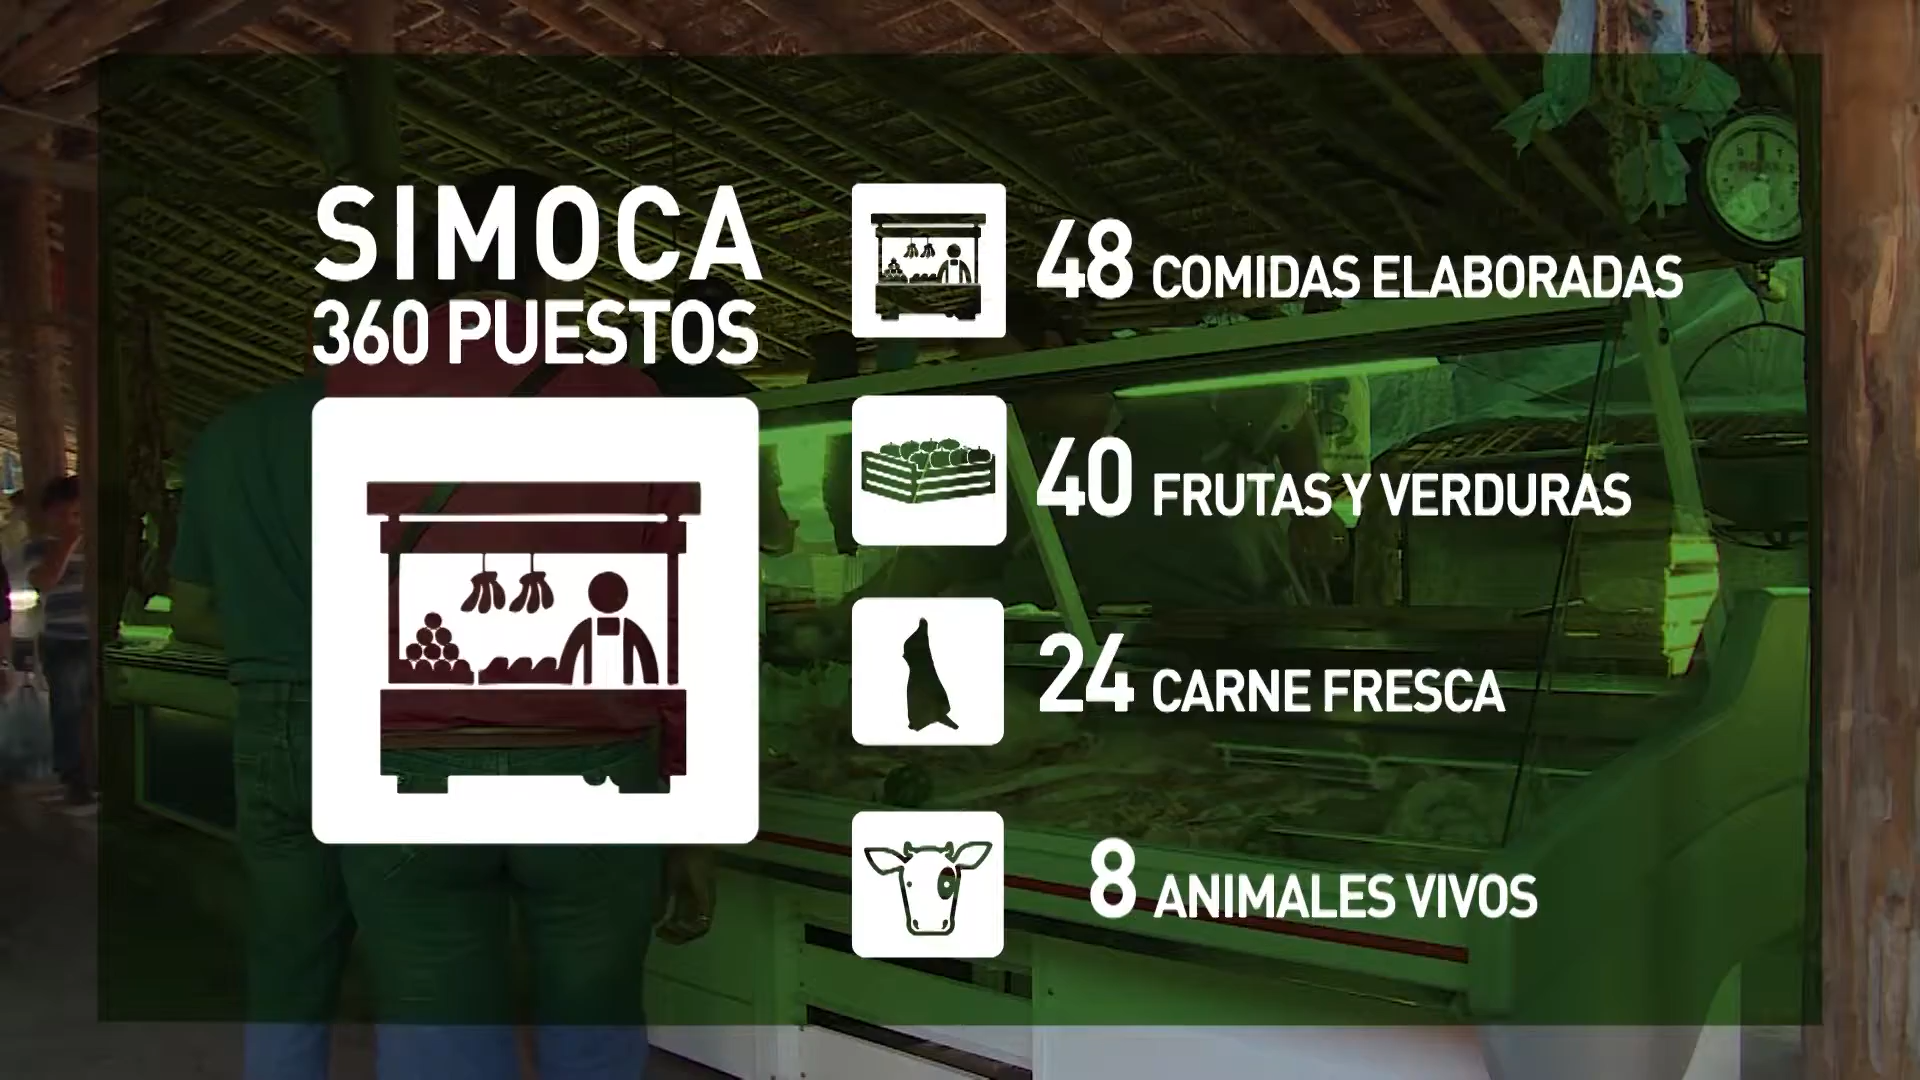 SIMOCA
360 PUESTOS
48 COMIDAS ELABORADAS
40 FRUTAS Y VERDURAS
24 CARNE FRESCA
8 ANIMALES VIVOS